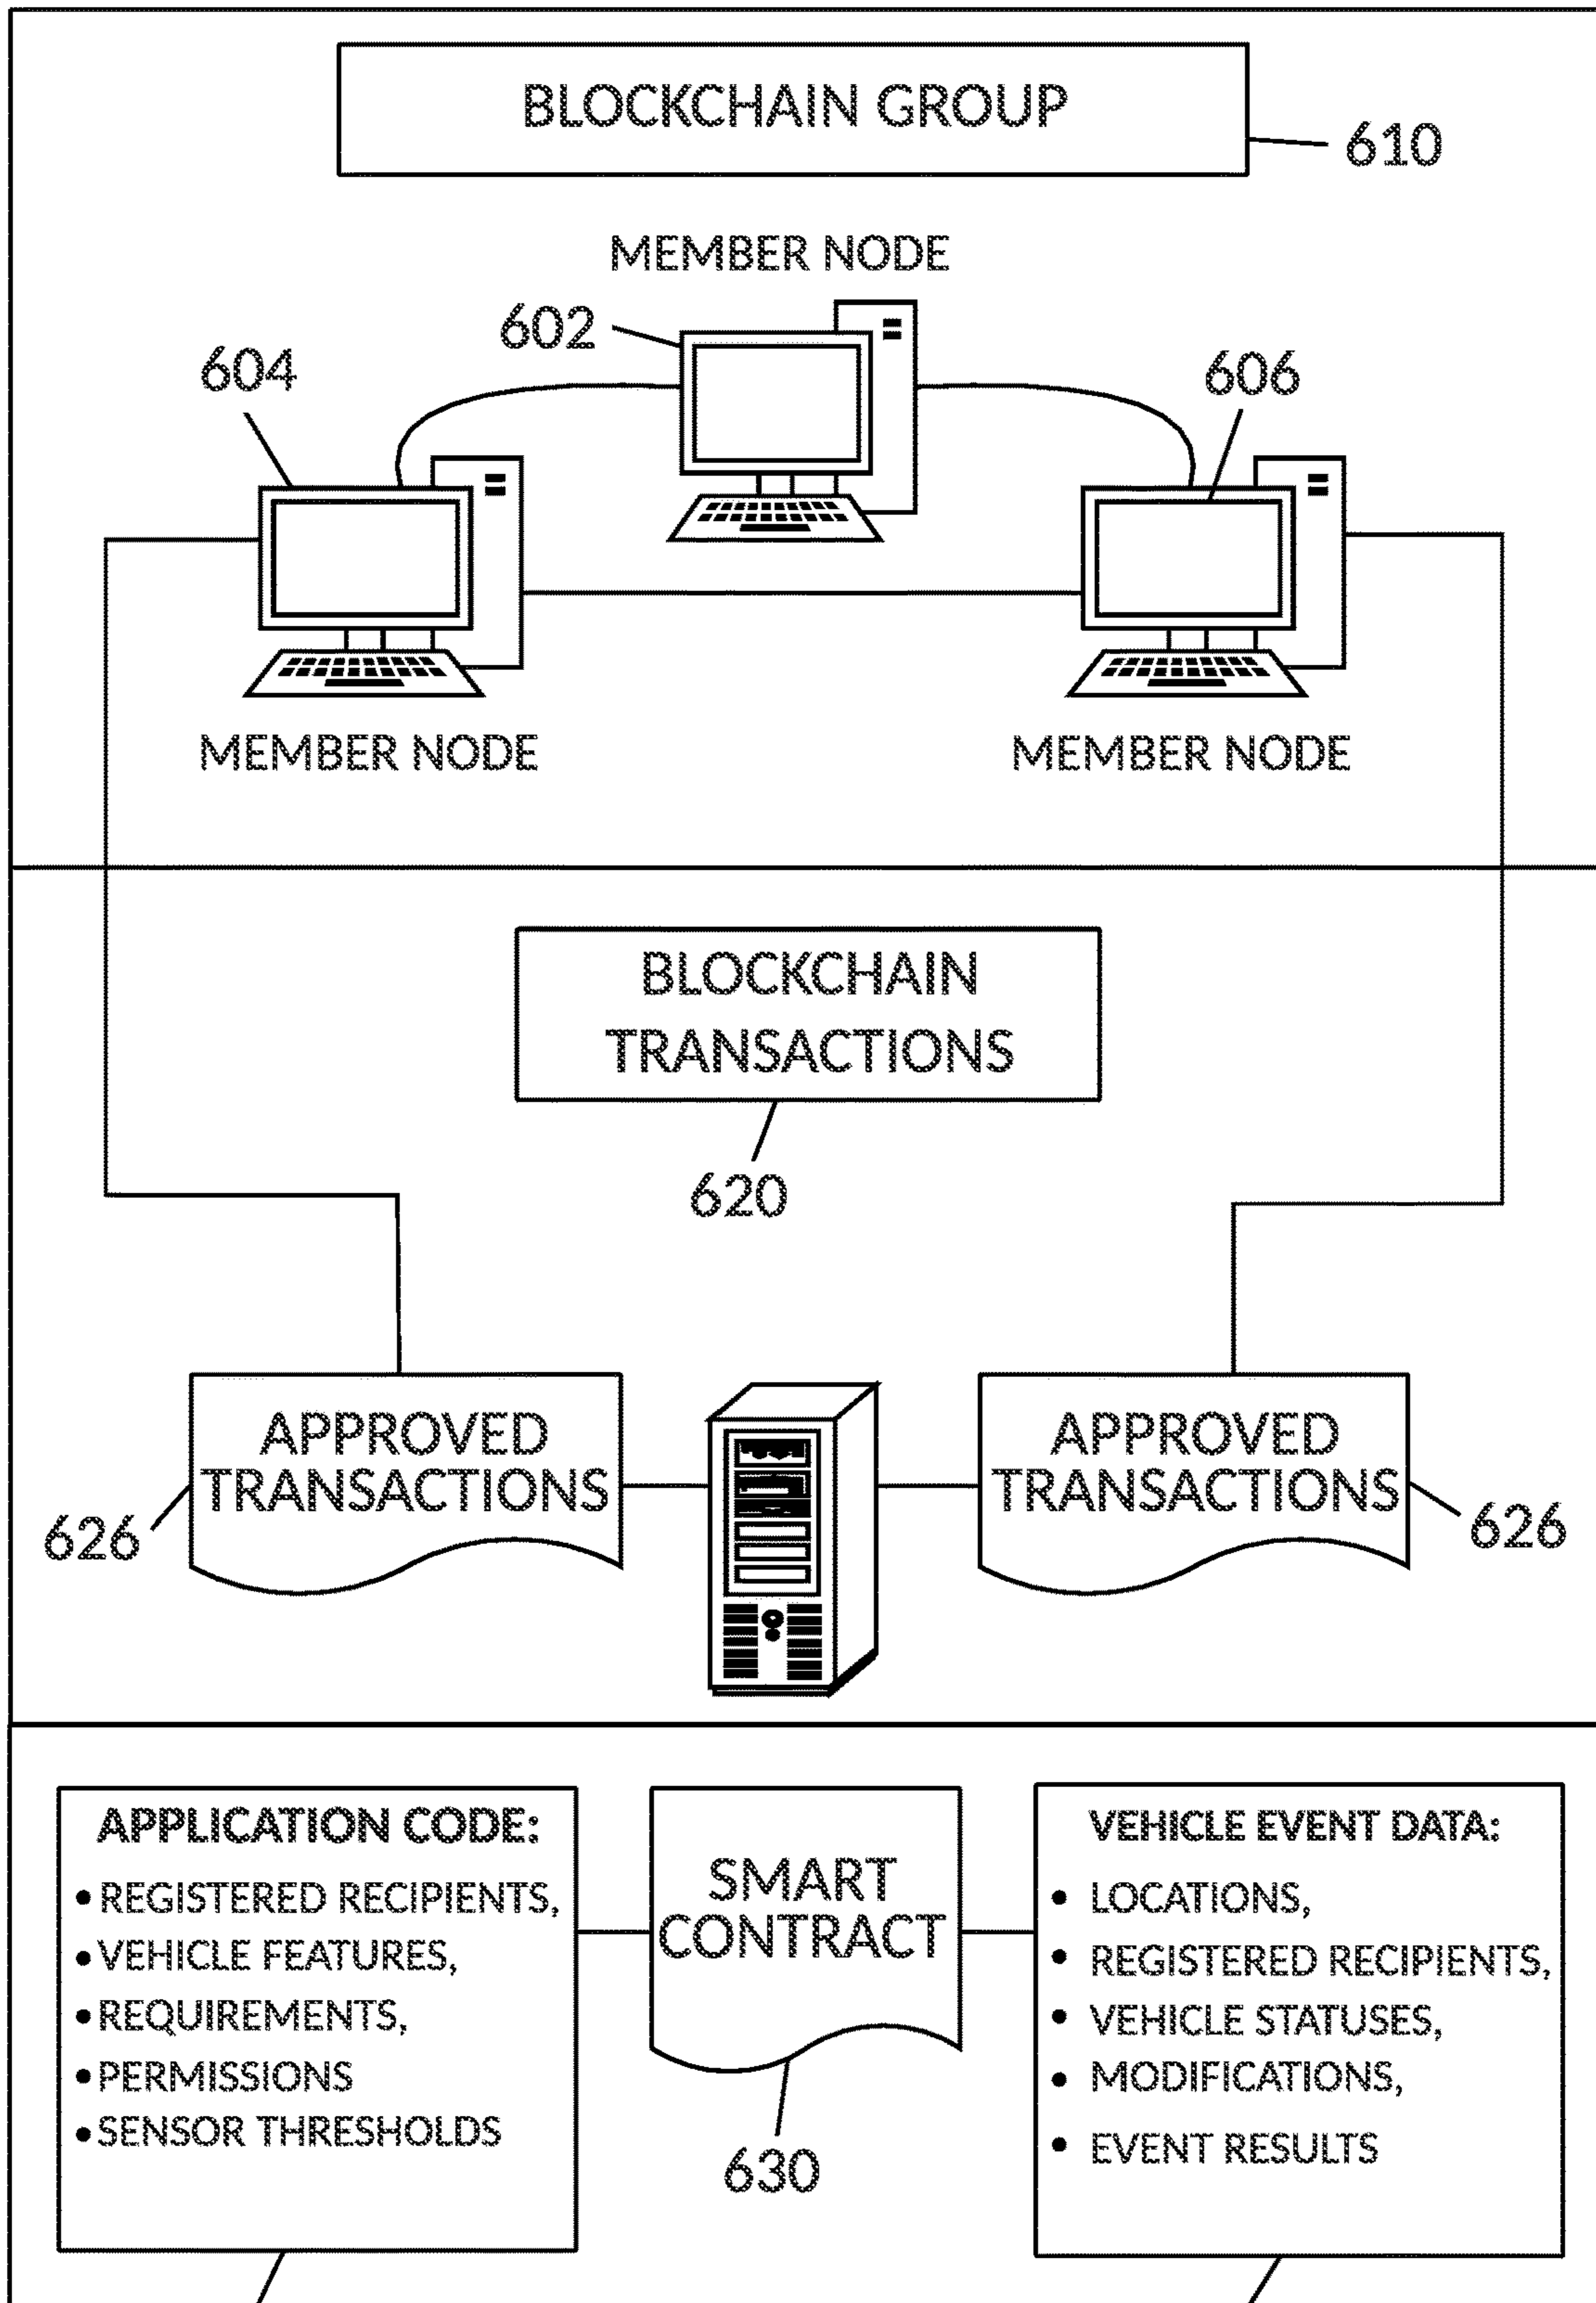 BLOCKCHAIN GROUP
610
MEMBER NODE
602
604
606
MEMBER NODE
MEMBER NODE
BLOCKCHAIN
TRANSACTIONS
620
APPROVED
TRANSACTIONS
626
APPROVED
TRANSACTIONS
626
APPLICATION CODE:
• REGISTERED RECIPIENTS,
• VEHICLE FEATURES,
• REQUIREMENTS,
• PERMISSIONS
• SENSOR THRESHOLDS
SMART
CONTRACT
630
VEHICLE EVENT DATA:
• LOCATIONS,
• REGISTERED RECIPIENTS,
• VEHICLE STATUSES,
• MODIFICATIONS,
• EVENT RESULTS